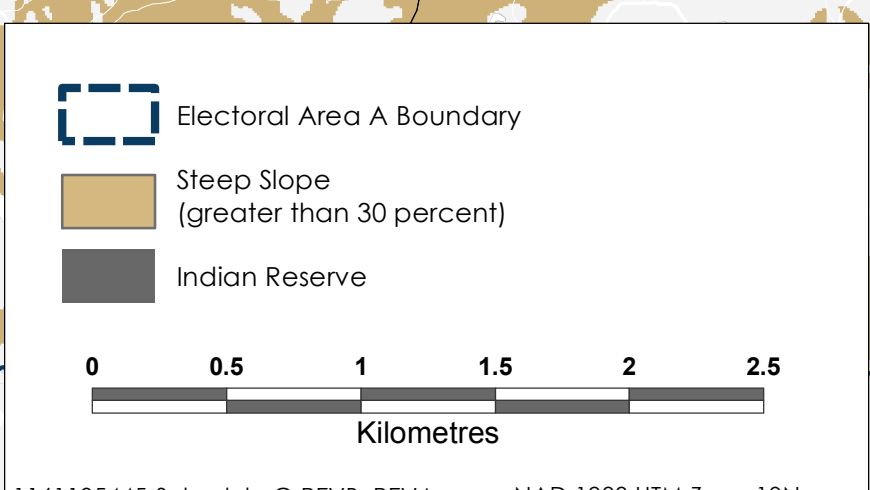 Electoral Area A Boundary
Steep Slope
(greater than 30 percent)
Indian Reserve
0 0.5 1 1.5 2 2.5
Kilometres